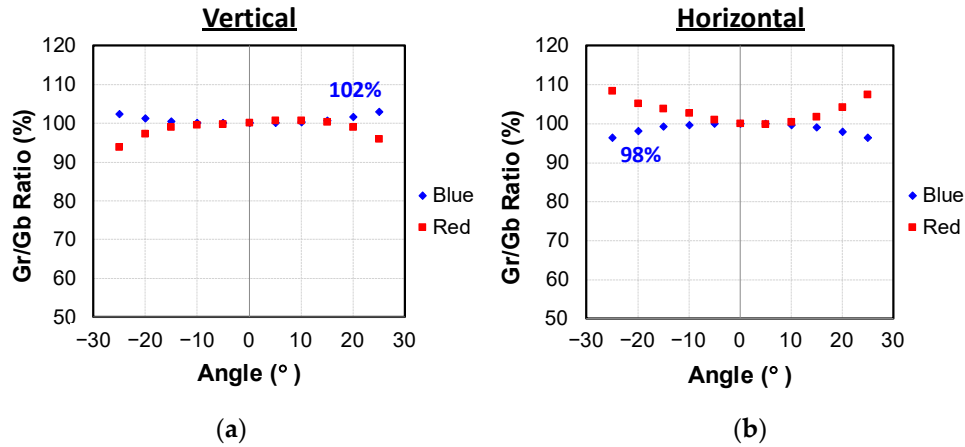 Vertical
Gr/Gb Ratio (%)
120
110
100
90
80
70
60
50
102%
−30 −20 −10 0 10 20 30
Angle (° )
Blue
Red
(a)
Horizontal
Gr/Gb Ratio (%)
120
110
100
90
80
70
60
50
98%
−30 −20 −10 0 10 20 30
Angle (° )
Blue
Red
(b)